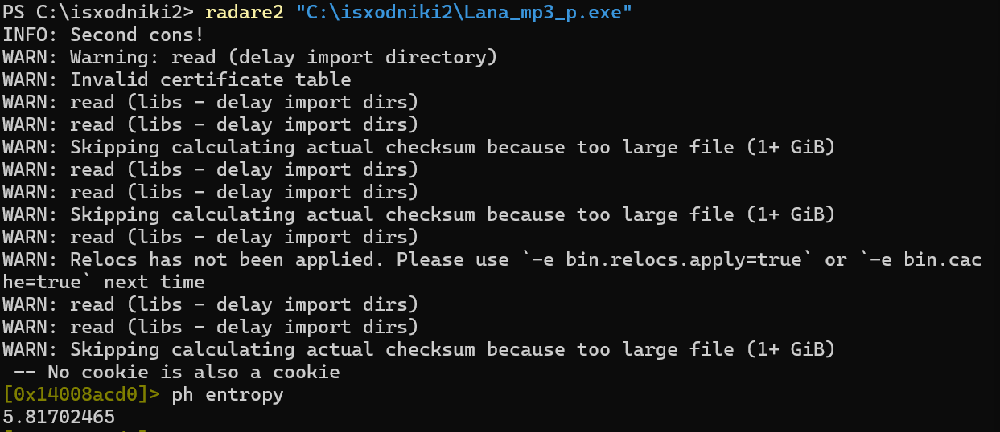 PS C:\isxodniki2> radare2 "C:\isxodniki2\Lana_mp3_p.exe"
INFO: Second cons!
WARN: Warning: read (delay import directory)
WARN: Invalid certificate table
WARN: read (libs - delay import dirs)
WARN: read (libs - delay import dirs)
WARN: Skipping calculating actual checksum because too large file (1+ GiB)
WARN: read (libs - delay import dirs)
WARN: read (libs - delay import dirs)
WARN: Skipping calculating actual checksum because too large file (1+ GiB)
WARN: read (libs - delay import dirs)
WARN: Relocs has not been applied. Please use `-e bin.relocs.apply=true` or `-e bin.cac
he=true` next time
WARN: read (libs - delay import dirs)
WARN: read (libs - delay import dirs)
WARN: Skipping calculating actual checksum because too large file (1+ GiB)
 -- No cookie is also a cookie
[0x14008acd0]> ph entropy
5.81702465